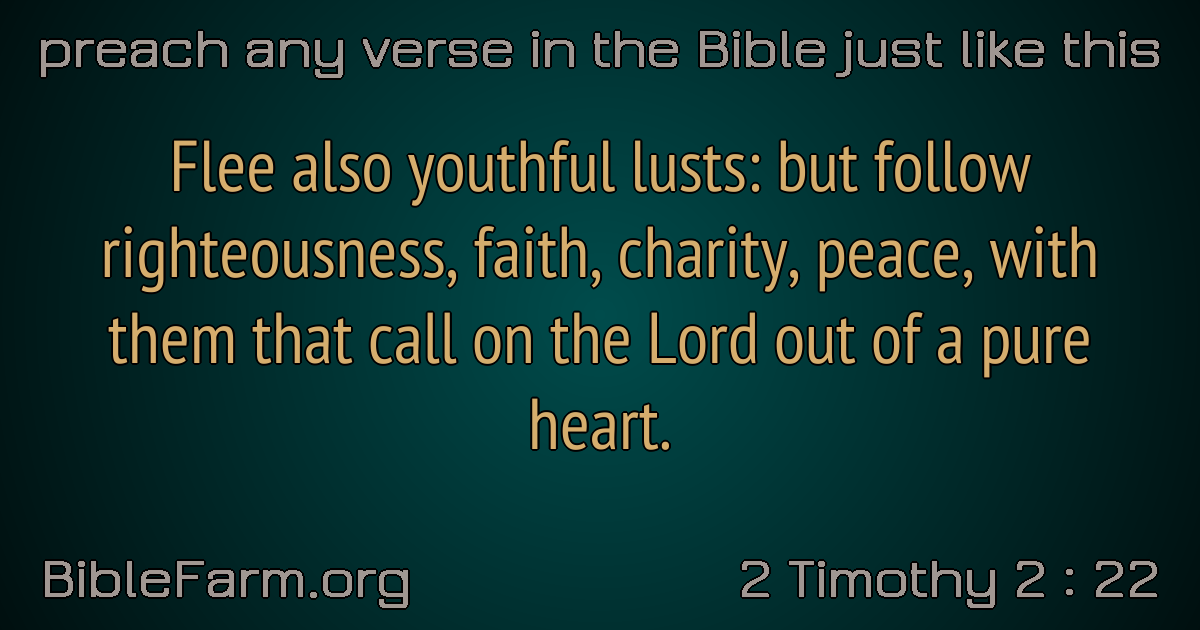 preach any verse in the Bible just like this
Flee also youthful lusts: but follow
righteousness, faith, charity, peace, with
them that call on the Lord out of a pure
heart.
BibleFarm.org
2 Timothy 2 : 22